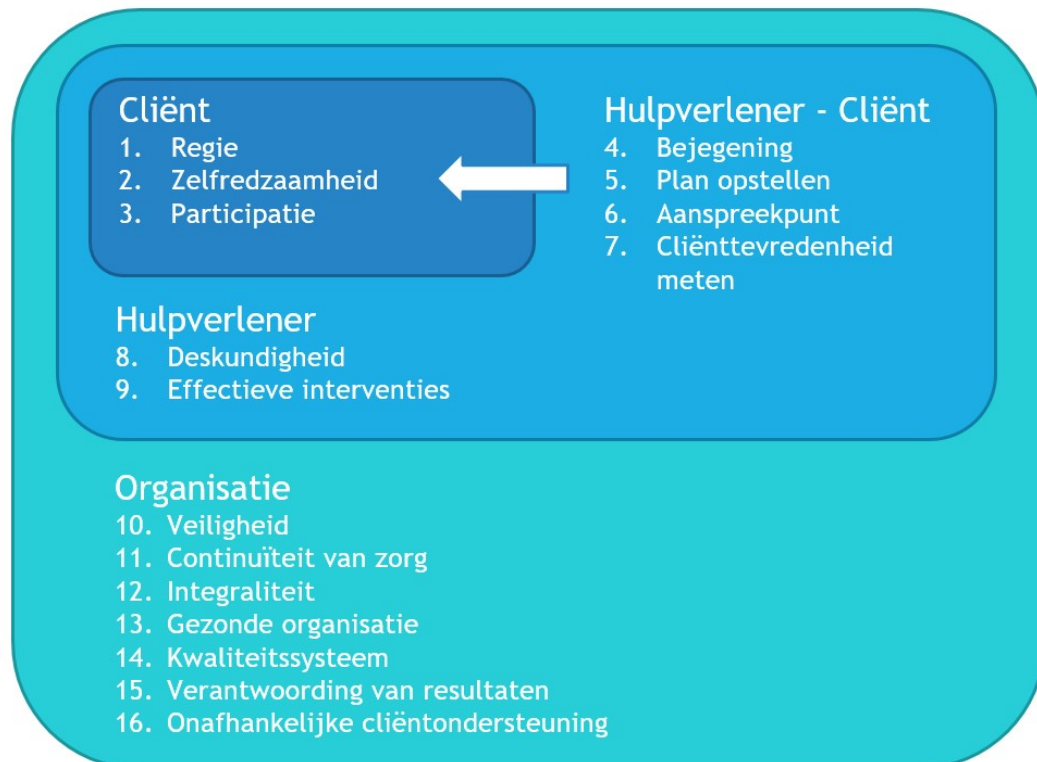 Cliënt
1. Regie
2. Zelfredzaamheid
3. Participatie
Hulpverlener - Cliënt
4. Bejegening
5. Plan opstellen
6. Aanspreekpunt
7. Cliënttevredenheid
meten
Hulpverlener
8. Deskundigheid
9. Effectieve interventies
Organisatie
10. Veiligheid
11. Continuïteit van zorg
12. Integraliteit
13. Gezonde organisatie
14. Kwaliteitssysteem
15. Verantwoording van resultaten
16. Onafhankelijke cliëntondersteuning